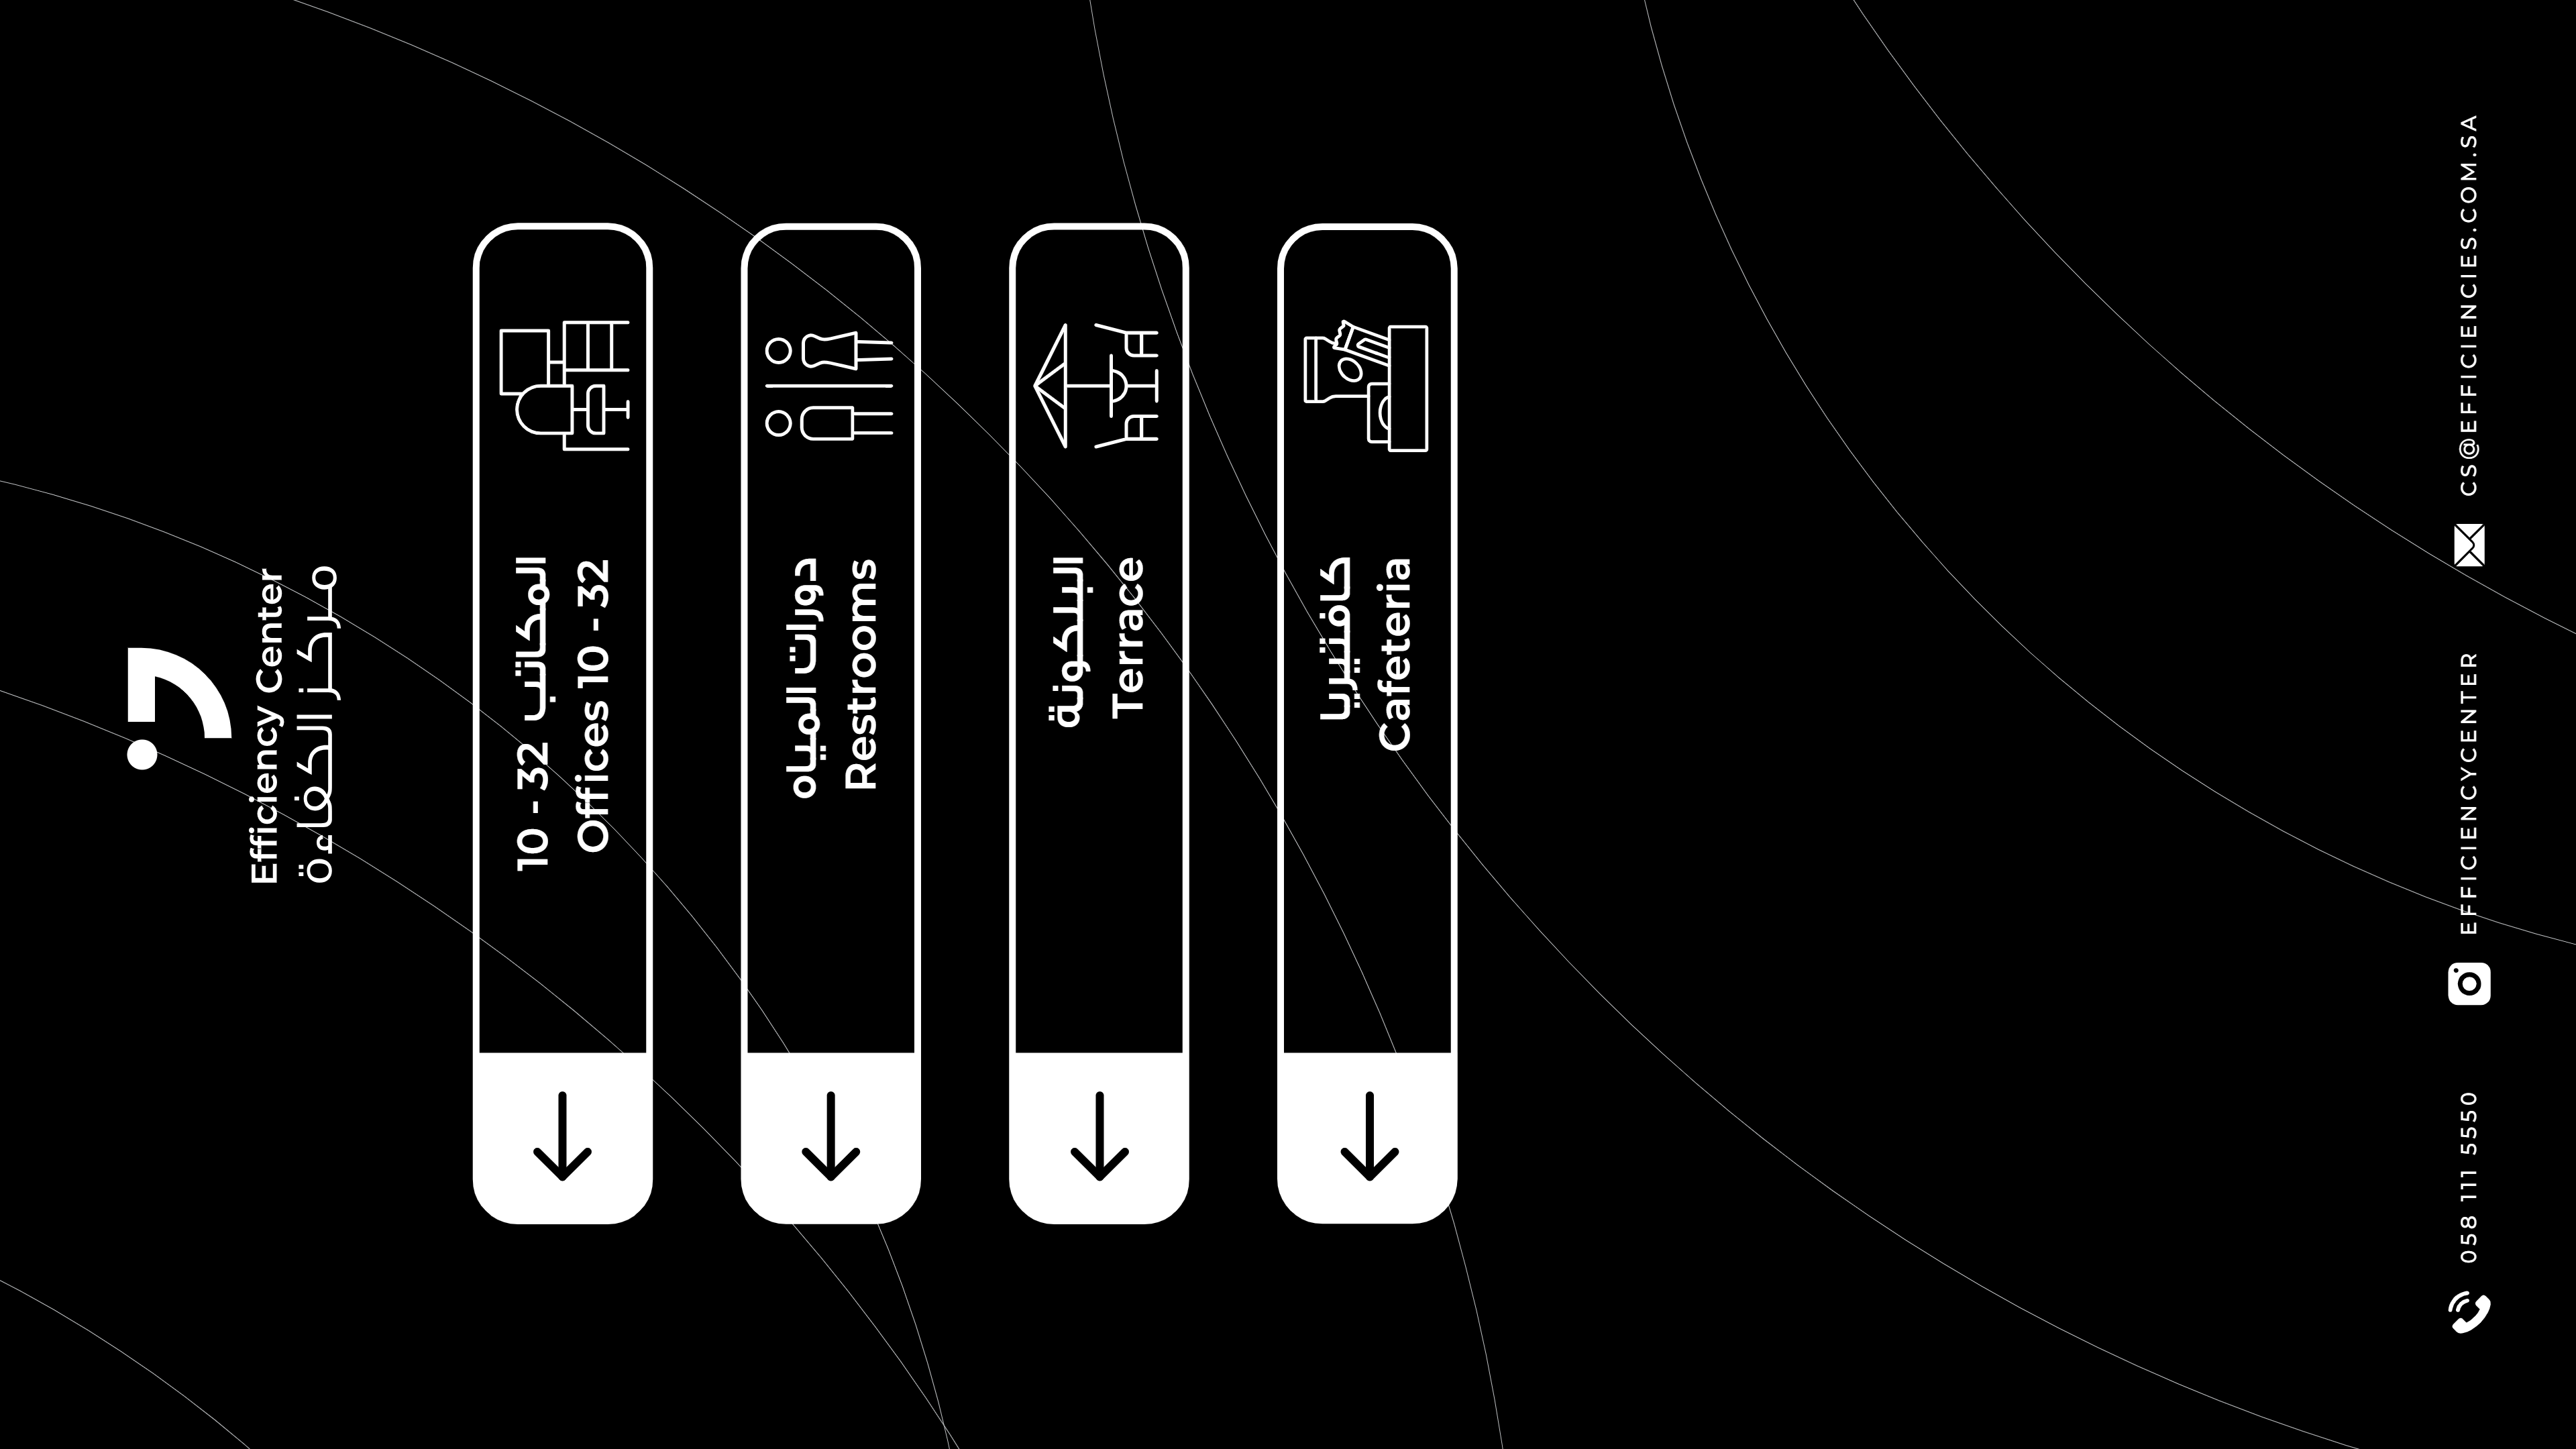 Efficiency Center
مركز الكفاءة
المكاتب 32 - 10
Offices 10 - 32
دورات المياه
Restrooms
البلكونة
Terrace
كافتيريا
Cafeteria
058 111 5550
EFFICIENCYCENTER
CS@EFFICIENCIES.COM.SA